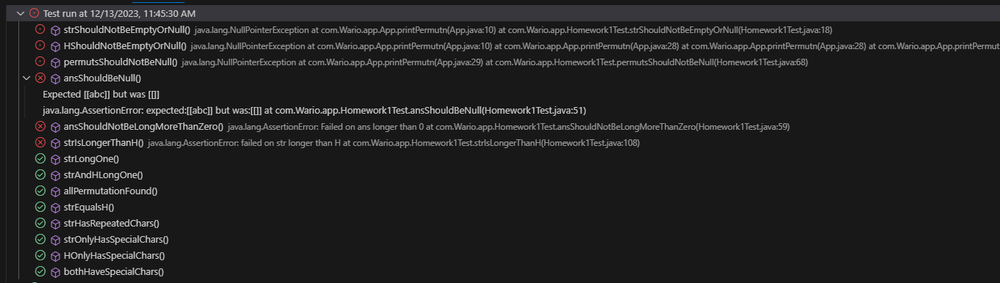 Test run at 12/13/2023, 11:45:30 AM
strShouldNotBeEmptyOrNull() java.lang.NullPointerException at com.Wario.app.App.printPermutn(App.java:10) at com.Wario.app.Homework1Test.strShouldNotBeEmptyOrNull(Homework1Test.java:18)
HShouldNotBeEmptyOrNull() java.lang.NullPointerException at com.Wario.app.App.printPermutn(App.java:10) at com.Wario.app.App.printPermutn(App.java:28) at com.Wario.app.App.printPermutn(App.java:28) at com.Wario.app.App.printPermut
permutsShouldNotBeNull() java.lang.NullPointerException at com.Wario.app.App.printPermutn(App.java:29) at com.Wario.app.Homework1Test.permutsShouldNotBeNull(Homework1Test.java:68)
ansShouldBeNull()
Expected [[abc]] but was [[]]
java.lang.AssertionError: expected:[[abc]] but was:[[]] at com.Wario.app.Homework1Test.ansShouldBeNull(Homework1Test.java:51)
ansShouldNotBeLongMoreThanZero() java.lang.AssertionError: Failed on ans longer than 0 at com.Wario.app.Homework1Test.ansShouldNotBeLongMoreThanZero(Homework1Test.java:59)
strIsLongerThanH() java.lang.AssertionError: failed on str longer than H at com.Wario.app.Homework1Test.strIsLongerThanH(Homework1Test.java:108)
strLongOne()
strAndHLongOne()
allPermutationFound()
strEqualsH()
strHasRepeatedChars()
strOnlyHasSpecialChars()
HOnlyHasSpecialChars()
bothHaveSpecialChars()